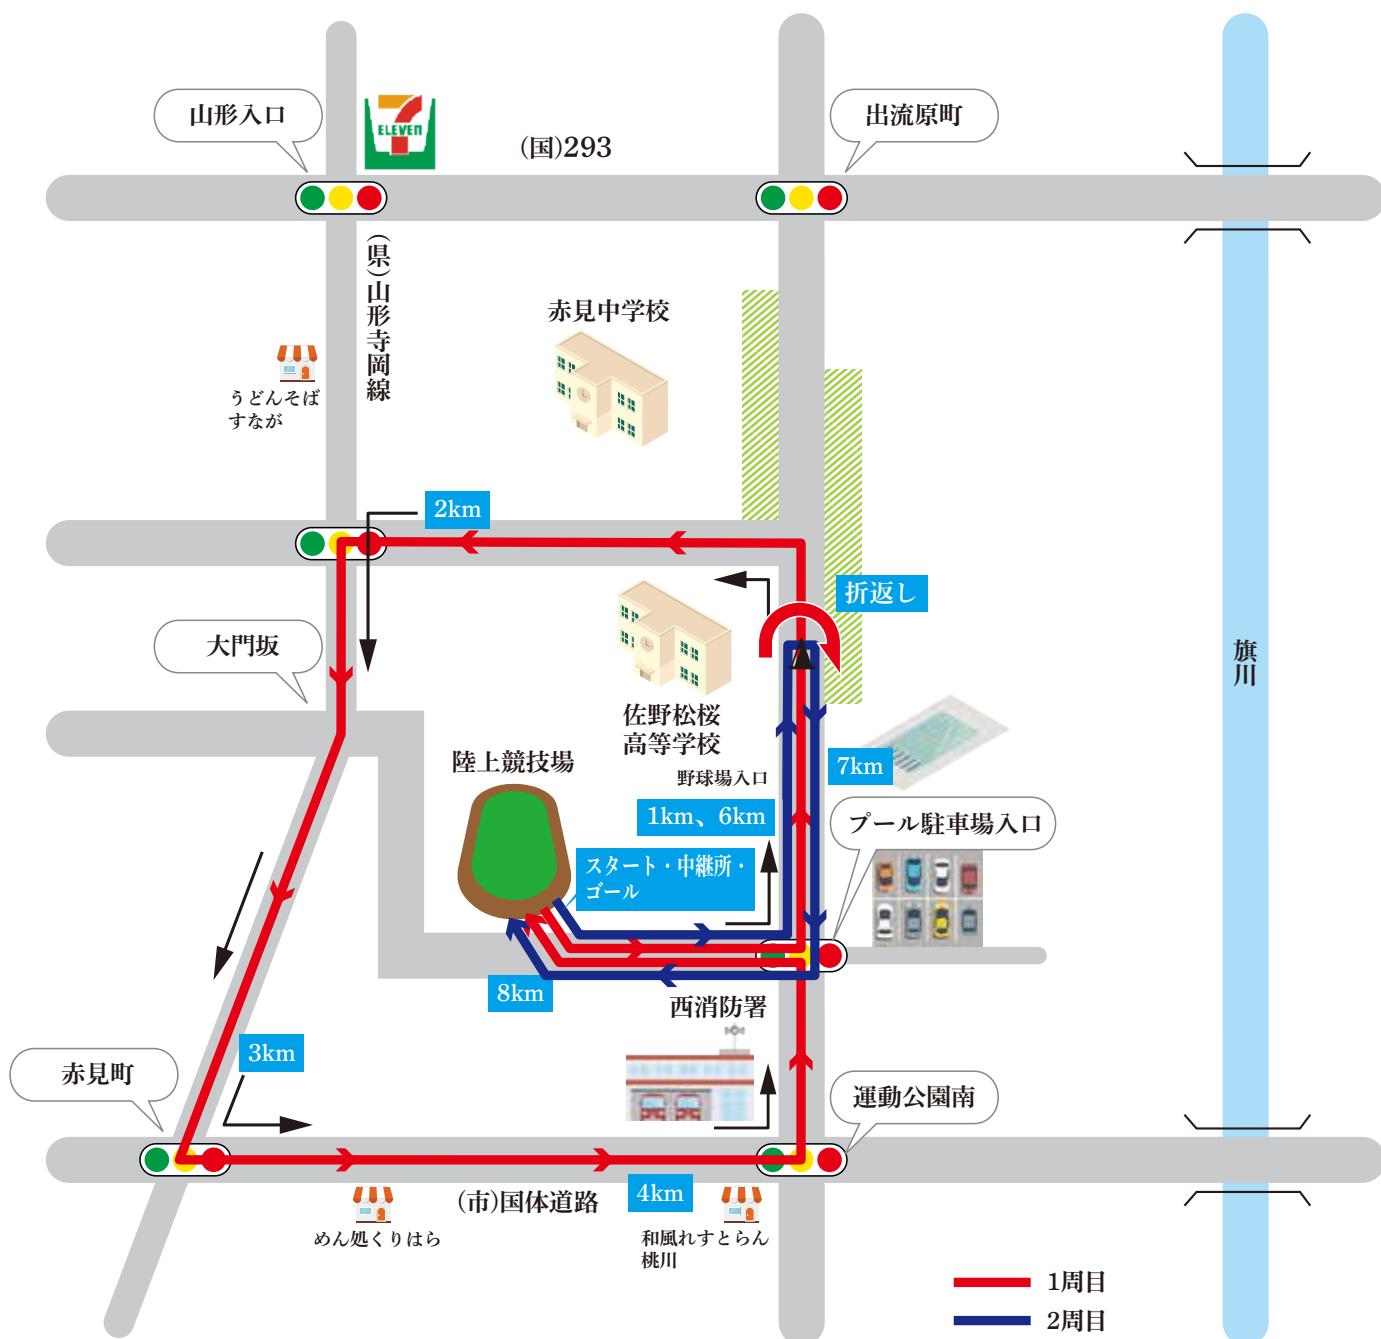 山形入口
7
ELEVEN
(国)293
出流原町
(県)山形寺岡線
赤見中学校
うどんそば
すなが
2km
折返し
大門坂
旗川
佐野松桜
高等学校
陸上競技場
野球場入口
7km
1km、6km
プール駐車場入口
スタート・中継所・
ゴール
8km
西消防署
3km
赤見町
運動公園南
4km
(市)国体道路
めん処くりはら
和風れすとらん
桃川
1周目
2周目